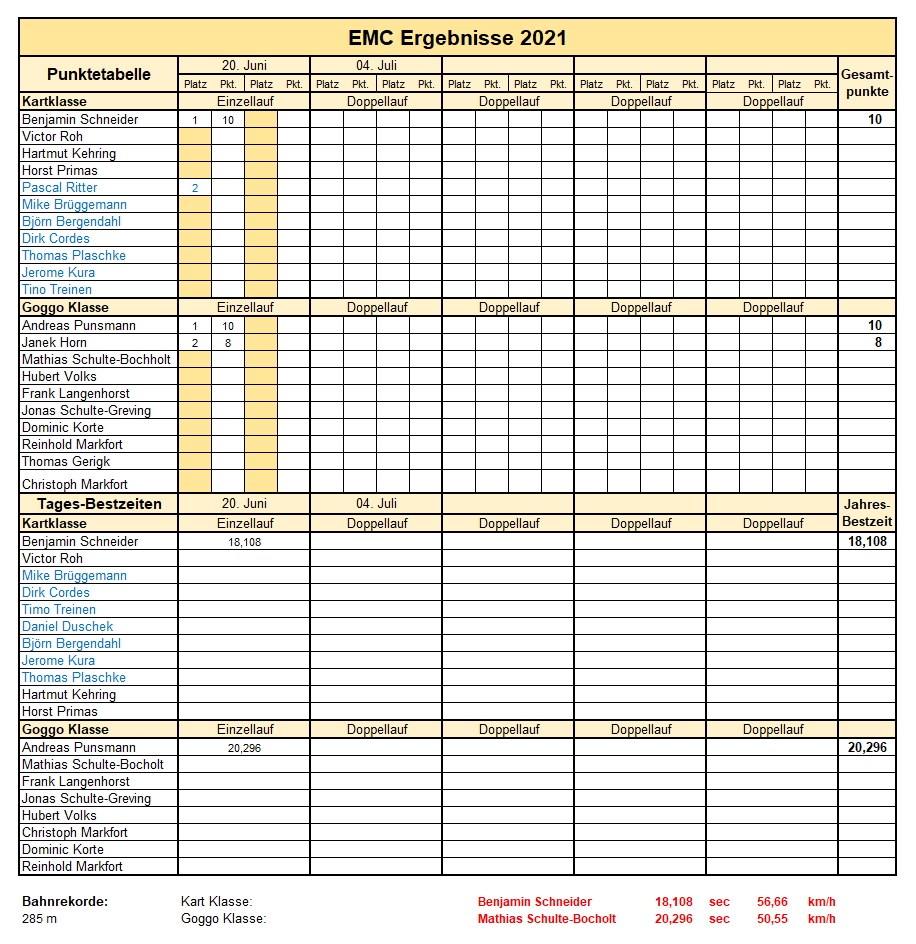 EMC Ergebnisse 2021
Punktetabelle 20. Juni 04. Juli Gesamt-punkte
Platz Pkt. Platz Pkt. Platz Pkt. Platz Pkt. Platz Pkt. Platz Pkt. Platz Pkt. Platz Pkt. Platz Pkt. Platz Pkt.
Kartklasse Einzellauf Doppellauf Doppellauf Doppellauf Doppellauf
Benjamin Schneider 1 10 10
Victor Roh
Hartmut Kehring
Horst Primas
Pascal Ritter 2
Mike Brüggemann
Björn Bergendahl
Dirk Cordes
Thomas Plaschke
Jerome Kura
Tino Treinen
Goggo Klasse Einzellauf Doppellauf Doppellauf Doppellauf Doppellauf
Andreas Punsmann 1 10 10
Janek Horn 2 8 8
Mathias Schulte-Bochholt
Hubert Volks
Frank Langenhorst
Jonas Schulte-Greving
Dominic Korte
Reinhold Markfort
Thomas Gerigk
Christoph Markfort
Tages-Bestzeiten 20. Juni 04. Juli Jahres-Bestzeit
Kartklasse Einzellauf Doppellauf Doppellauf Doppellauf Doppellauf
Benjamin Schneider 18,108 18,108
Victor Roh
Mike Brüggemann
Dirk Cordes
Timo Treinen
Daniel Duschek
Björn Bergendahl
Jerome Kura
Thomas Plaschke
Hartmut Kehring
Horst Primas
Goggo Klasse Einzellauf Doppellauf Doppellauf Doppellauf Doppellauf
Andreas Punsmann 20,296 20,296
Mathias Schulte-Bocholt
Frank Langenhorst
Jonas Schulte-Greving
Hubert Volks
Christoph Markfort
Dominic Korte
Reinhold Markfort
Bahnrekorde: Kart Klasse: Benjamin Schneider 18,108 sec 56,66 km/h
285 m Goggo Klasse: Mathias Schulte-Bocholt 20,296 sec 50,55 km/h